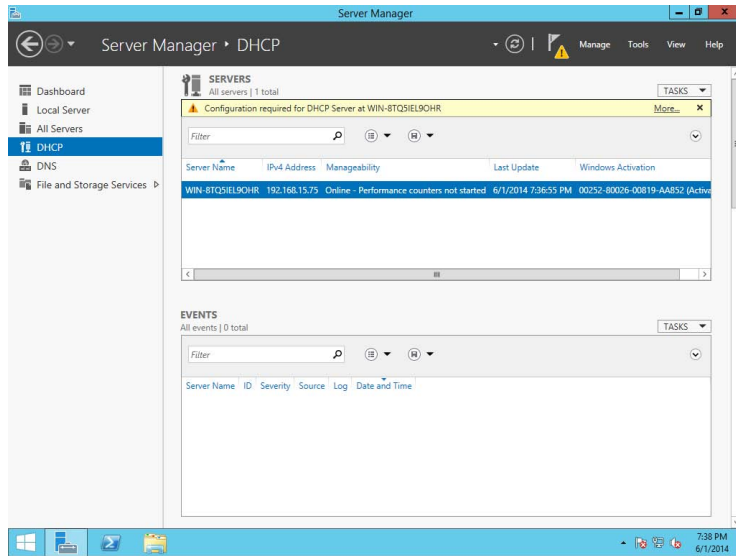 Server Manager
Server Manager • DHCP
Manage Tools View Help
Dashboard
Local Server
All Servers
DHCP
DNS
File and Storage Services
SERVERS
All servers | 1 total
TASKS
Configuration required for DHCP Server at WIN-8TQ5IEL9OHR
More...
Filter
Server Name IPv4 Address Manageability Last Update Windows Activation
WIN-8TQ5IEL9OHR 192.168.15.75 Online - Performance counters not started 6/1/2014 7:36:55 PM 00252-80026-00819-AA852 (Activa
EVENTS
All events | 0 total
TASKS
Filter
Server Name ID Severity Source Log Date and Time
7:38 PM
6/1/2014